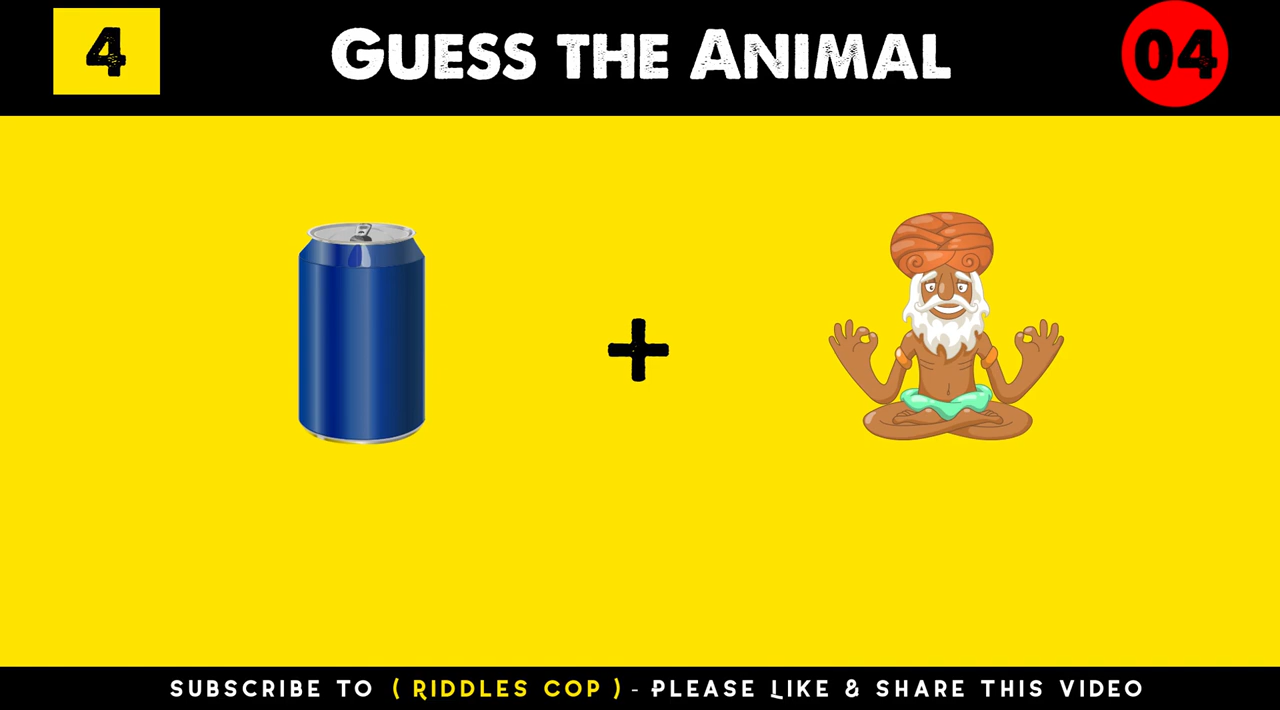 4
Guess the Animal
04
SUBSCRIBE TO ( RIDDLES COP ) - PLEASE LIKE & SHARE THIS VIDEO